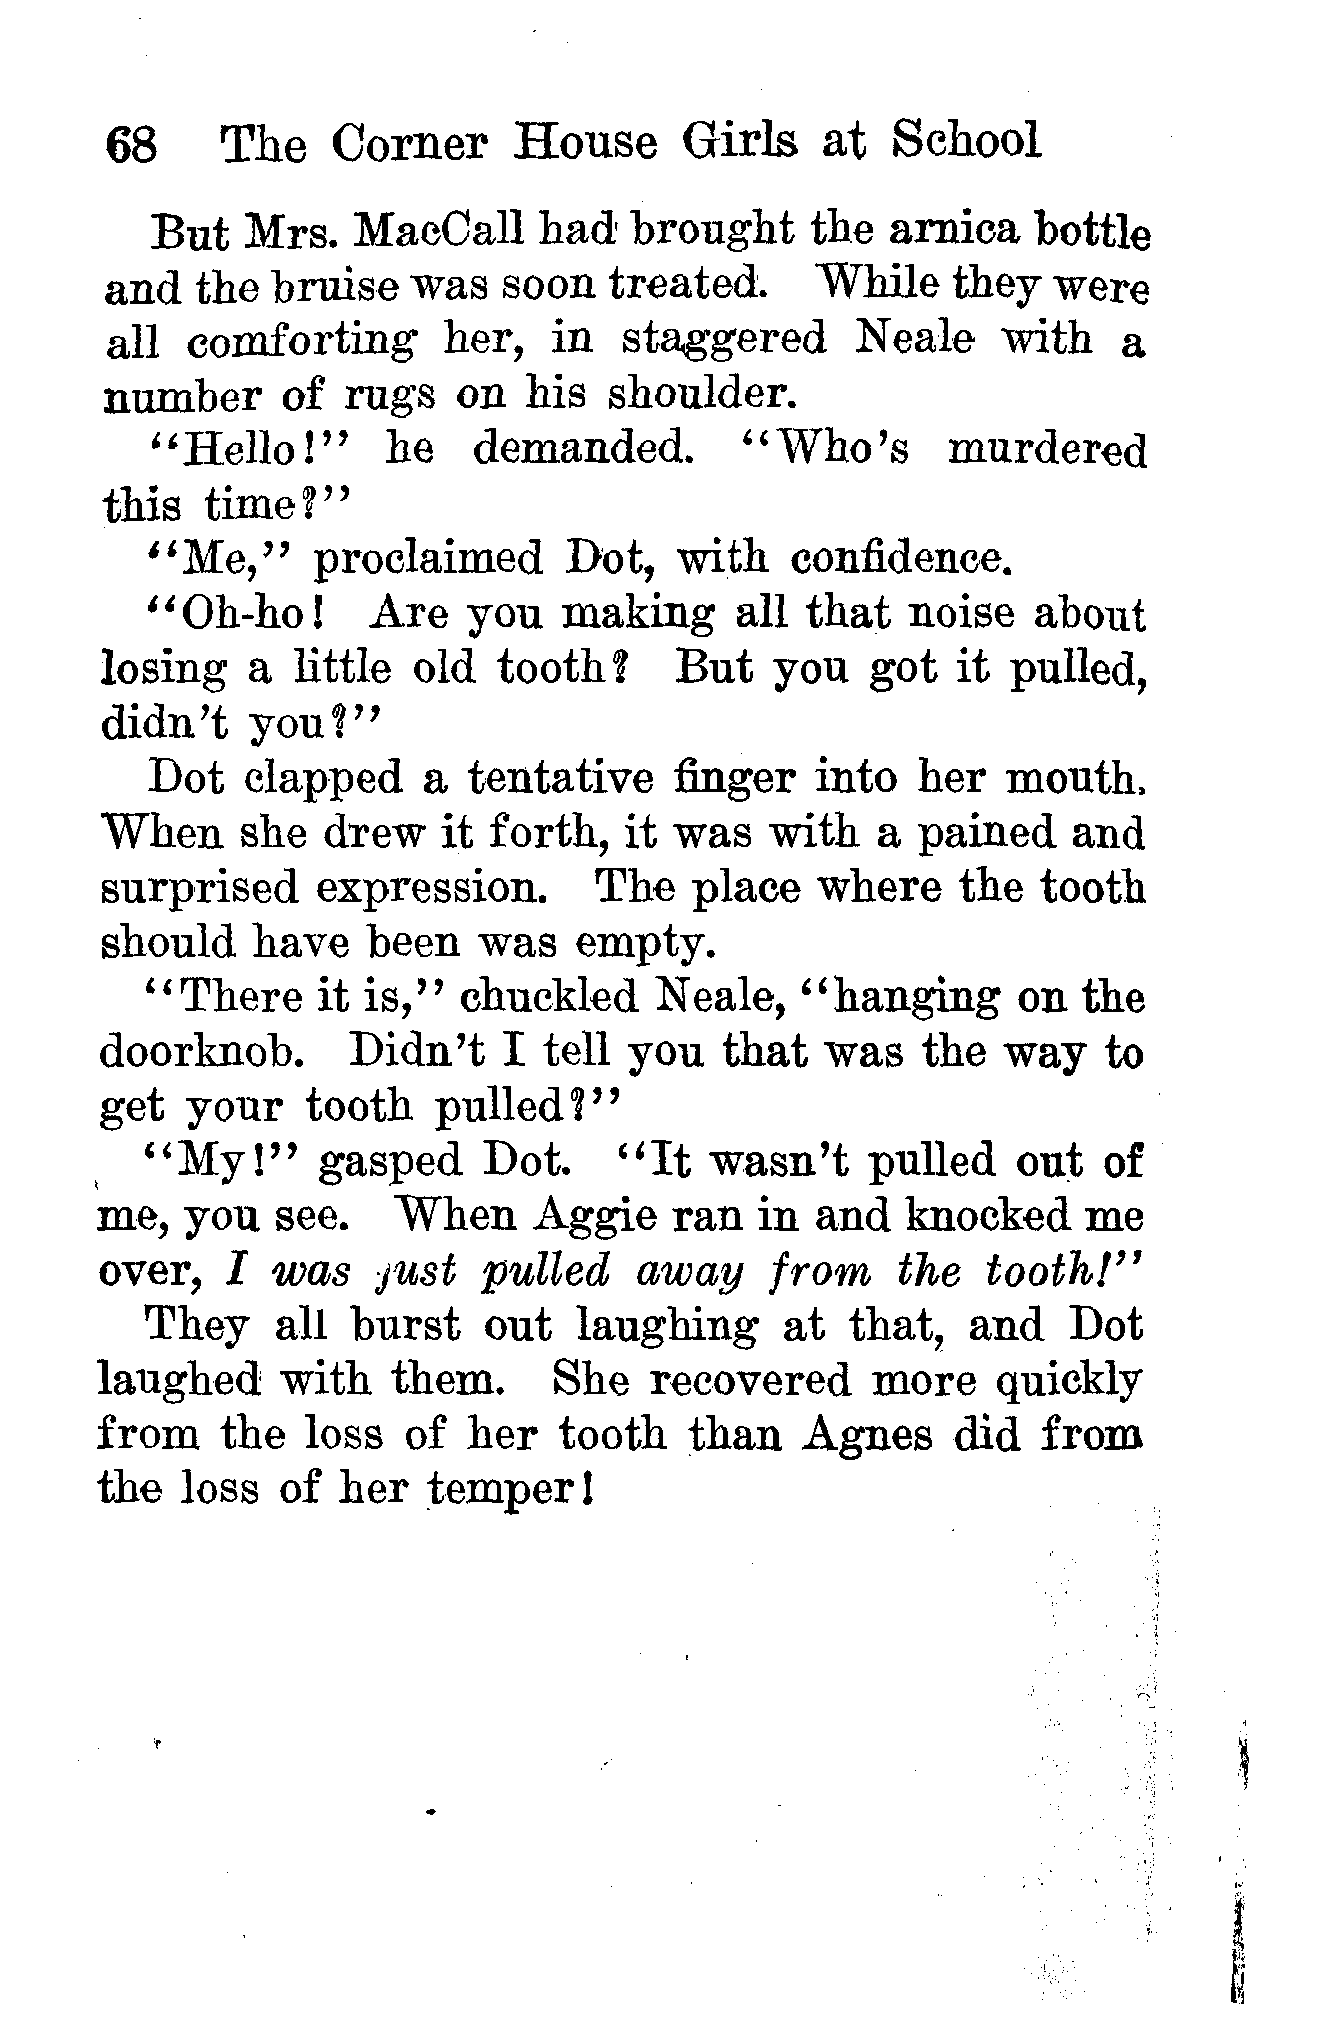 68 The Corner House Girls at School
But Mrs. MacCall had brought the arnica bottle
and the bruise was soon treated. While they were
all comforting her, in staggered Neale with a
number of rugs on his shoulder.
"Hello!" he demanded. "Who's murdered
this time?"
"Me," proclaimed Dot, with confidence.
"Oh-ho! Are you making all that noise about
losing a little old tooth? But you got it pulled,
didn't you?"
Dot clapped a tentative finger into her mouth.
When she drew it forth, it was with a pained and
surprised expression. The place where the tooth
should have been was empty.
"There it is," chuckled Neale, "hanging on the
doorknob. Didn't I tell you that was the way to
get your tooth pulled?"
"My!" gasped Dot. "It wasn't pulled out of
me, you see. When Aggie ran in and knocked me
over, I was just pulled away from the tooth!"
They all burst out laughing at that, and Dot
laughed with them. She recovered more quickly
from the loss of her tooth than Agnes did from
the loss of her temper!